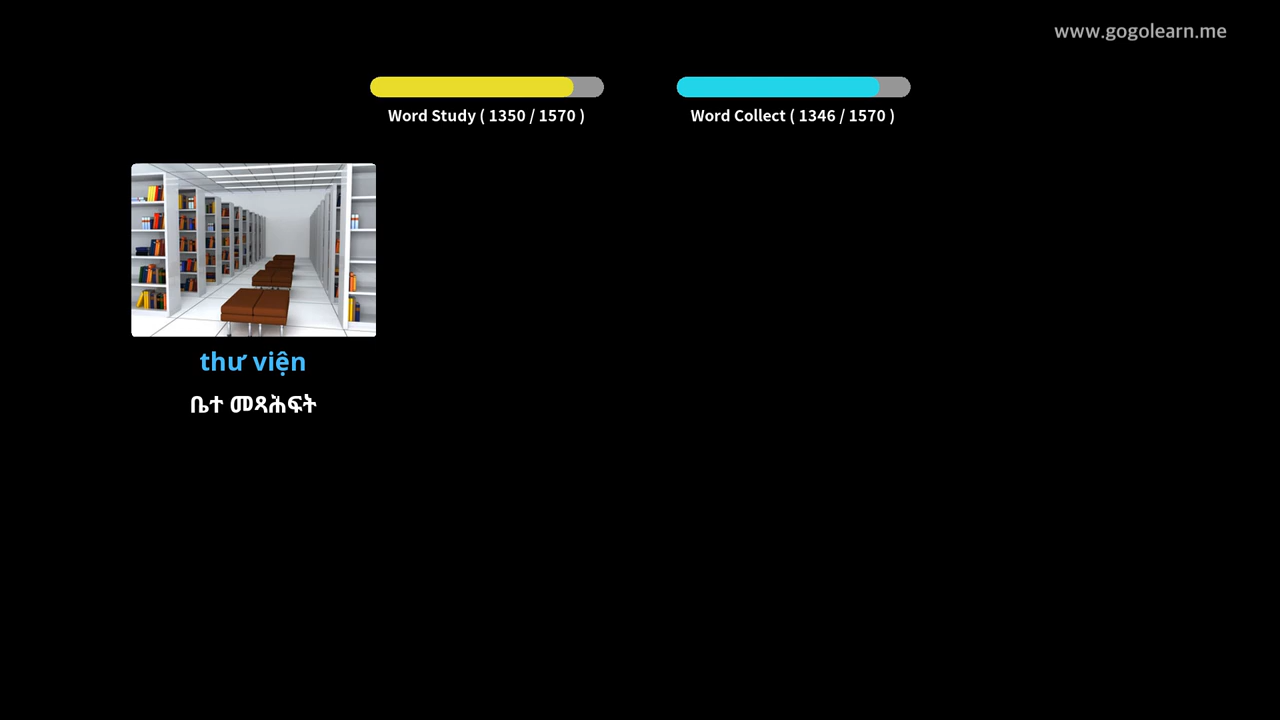 www.gogolearn.me
Word Study ( 1350 / 1570 )
Word Collect ( 1346 / 1570 )
thư viện
ቤተ መጻሕፍት